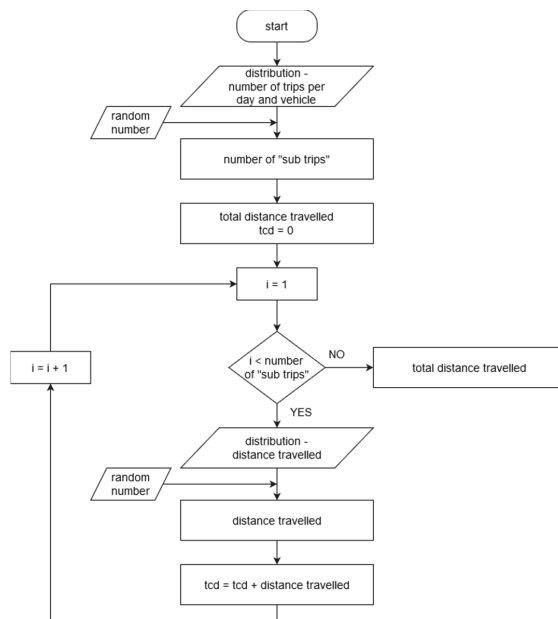 start
distribution -
number of trips per
day and vehicle
random
number
number of "sub trips"
total distance travelled
tcd = 0
i = 1
i = i + 1
i < number
of "sub trips"
NO
total distance travelled
YES
distribution -
distance travelled
random
number
distance travelled
tcd = tcd + distance travelled